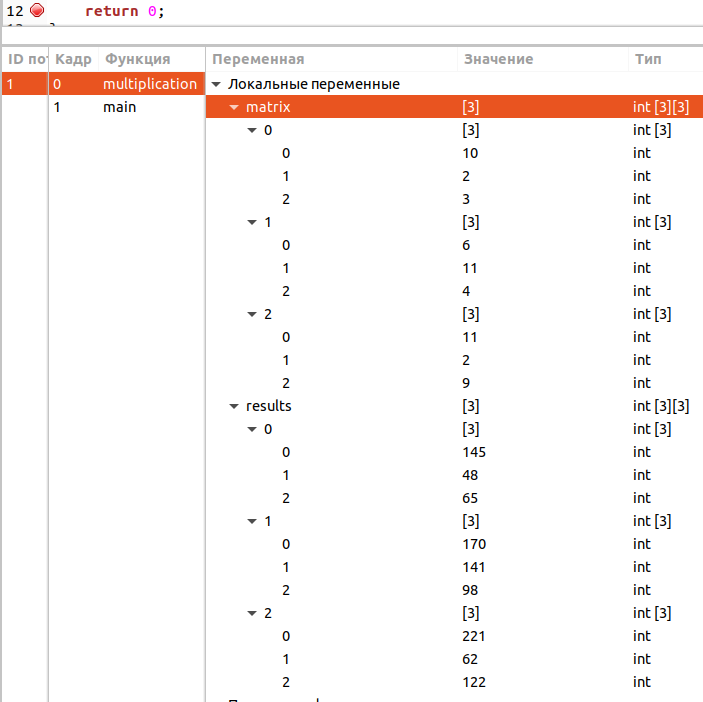 12 return 0;
ID пот Кадр Функция Переменная Значение Тип
1 0 multiplication Локальные переменные
1 main matrix [3] int [3][3]
0 [3] int [3]
0 10 int
1 2 int
2 3 int
1 [3] int [3]
0 6 int
1 11 int
2 4 int
2 [3] int [3]
0 11 int
1 2 int
2 9 int
results [3] int [3][3]
0 [3] int [3]
0 145 int
1 48 int
2 65 int
1 [3] int [3]
0 170 int
1 141 int
2 98 int
2 [3] int [3]
0 221 int
1 62 int
2 122 int